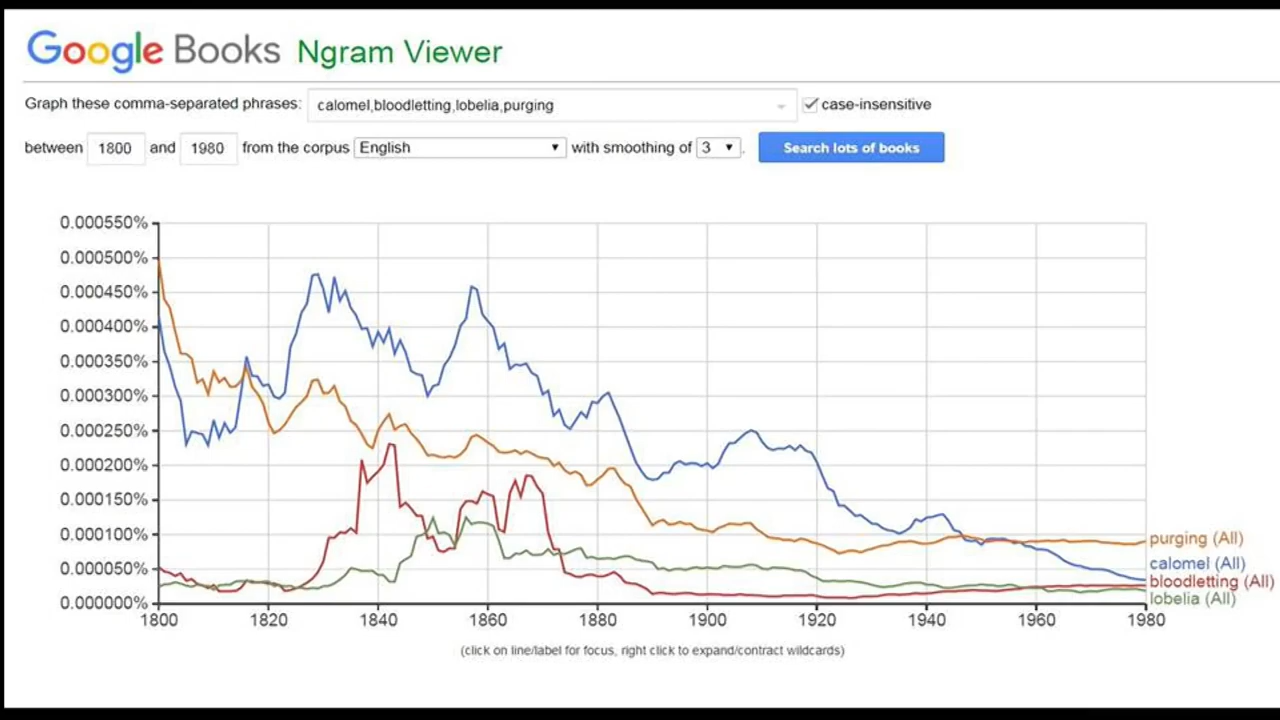 Google Books Ngram Viewer
Graph these comma-separated phrases: calomel,bloodletting,lobelia,purging case-insensitive
between 1800 and 1980 from the corpus English with smoothing of 3 . Search lots of books
0.000550%
0.000500%
0.000450%
0.000400%
0.000350%
0.000300%
0.000250%
0.000200%
0.000150%
0.000100%
0.000050%
0.000000%
purging (All)
calomel (All)
bloodletting (All)
lobelia (All)
1800 1820 1840 1860 1880 1900 1920 1940 1960 1980
(click on line/label for focus, right click to expand/contract wildcards)